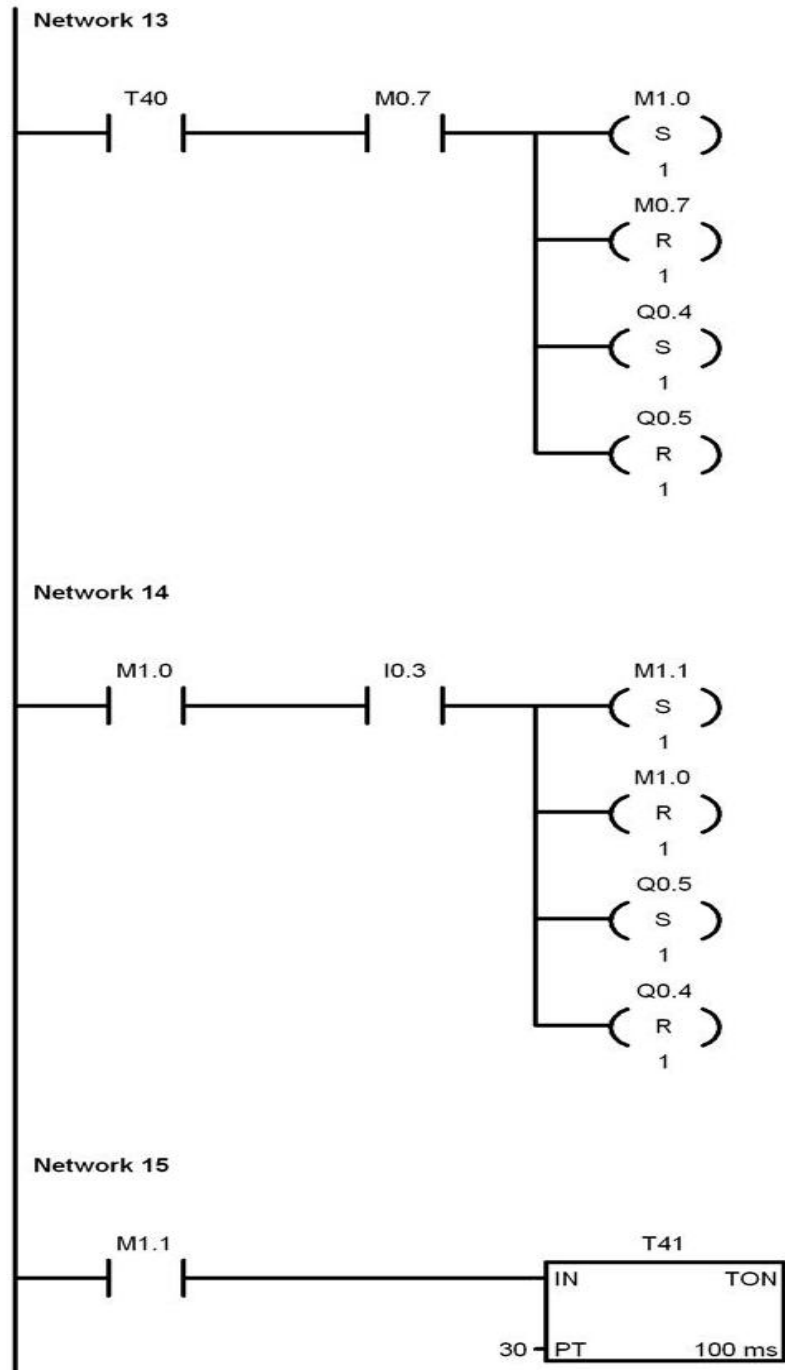 Network 13
T40 M0.7 M1.0
S
1
M0.7
R
1
Q0.4
S
1
Q0.5
R
1
Network 14
M1.0 I0.3 M1.1
S
1
M1.0
R
1
Q0.5
S
1
Q0.4
R
1
Network 15
M1.1 T41
IN TON
30 PT 100 ms